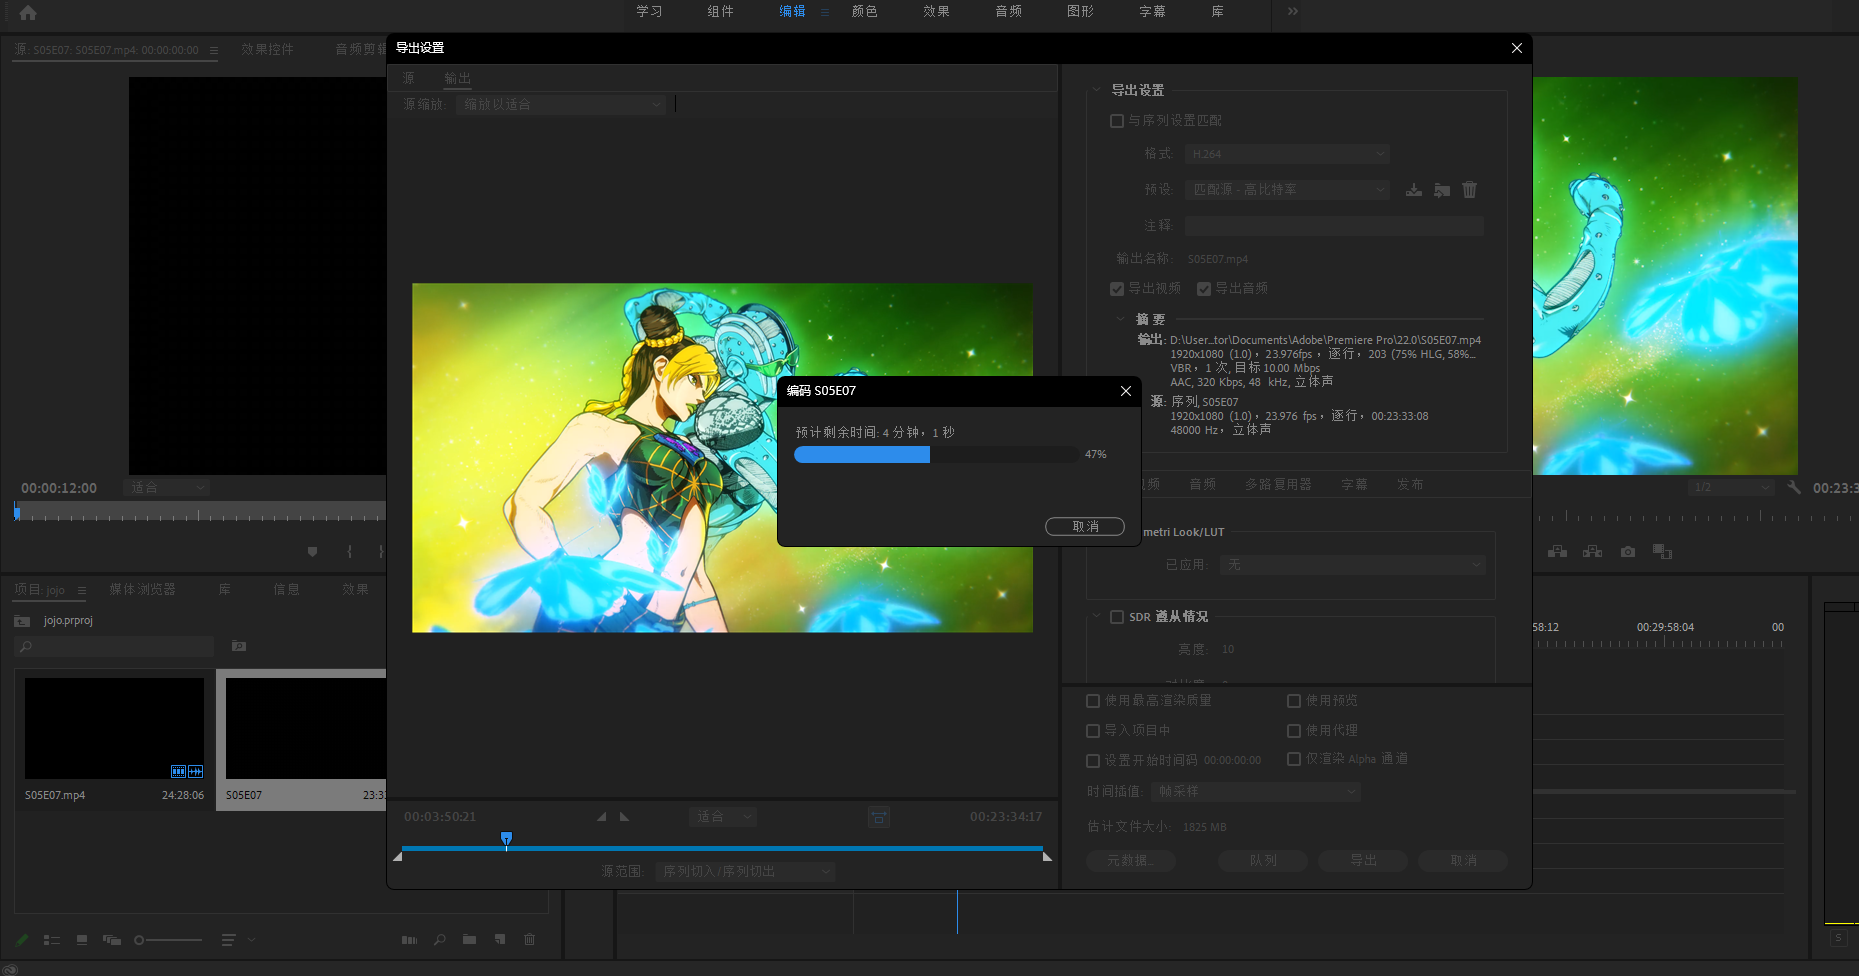 学习 组件 编辑 颜色 效果 音频 图形 字幕 库
源: S05E07: S05E07.mp4: 00:00:00:00 效果控件 音频剪辑
导出设置
源 输出
源缩放: 缩放以适合
导出设置
与序列设置匹配
格式: H.264
预设: 匹配源 - 高比特率
注释:
输出名称: S05E07.mp4
导出视频 导出音频
摘要
输出: D:\User...tor\Documents\Adobe\Premiere Pro\22.0\S05E07.mp4
1920x1080 (1.0), 23.976fps, 逐行, 203 (75% HLG, 58%...
VBR, 1 次, 目标 10.00 Mbps
AAC, 320 Kbps, 48 kHz, 立体声
源: 序列, S05E07
1920x1080 (1.0), 23.976 fps, 逐行, 00:23:33:08
48000 Hz, 立体声
编码 S05E07
预计剩余时间: 4 分钟, 1 秒
47%
取消
频 音频 多路复用器 字幕 发布
metri Look/LUT
已应用: 无
SDR 遵从情况
亮度: 10
使用最高渲染质量 使用预览
导入项目中 使用代理
设置开始时间码 00:00:00:00 仅渲染 Alpha 通道
时间插值: 帧采样
估计文件大小: 1825 MB
元数据... 队列 导出 取消
00:03:50:21 适合 00:23:34:17
源范围: 序列切入/序列切出
00:00:12:00 适合
1/2 00:23:3
项目: jojo 媒体浏览器 库 信息 效果
jojo.prproj
S05E07.mp4 24:28:06 S05E07 23:3
58:12 00:29:58:04 00
S